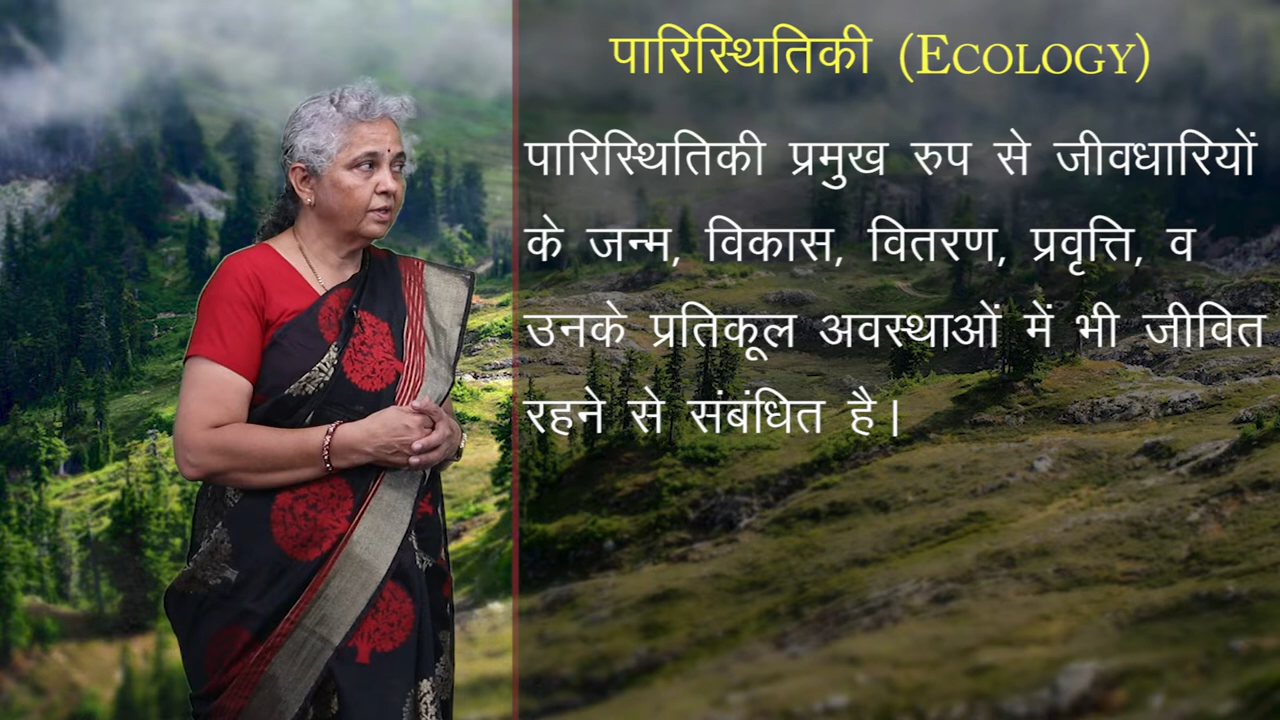 पारिस्थितिकी (ECOLOGY)
पारिस्थितिकी प्रमुख रुप से जीवधारियों
के जन्म, विकास, वितरण, प्रवृत्ति, व
उनके प्रतिकूल अवस्थाओं में भी जीवित
रहने से संबंधित है।